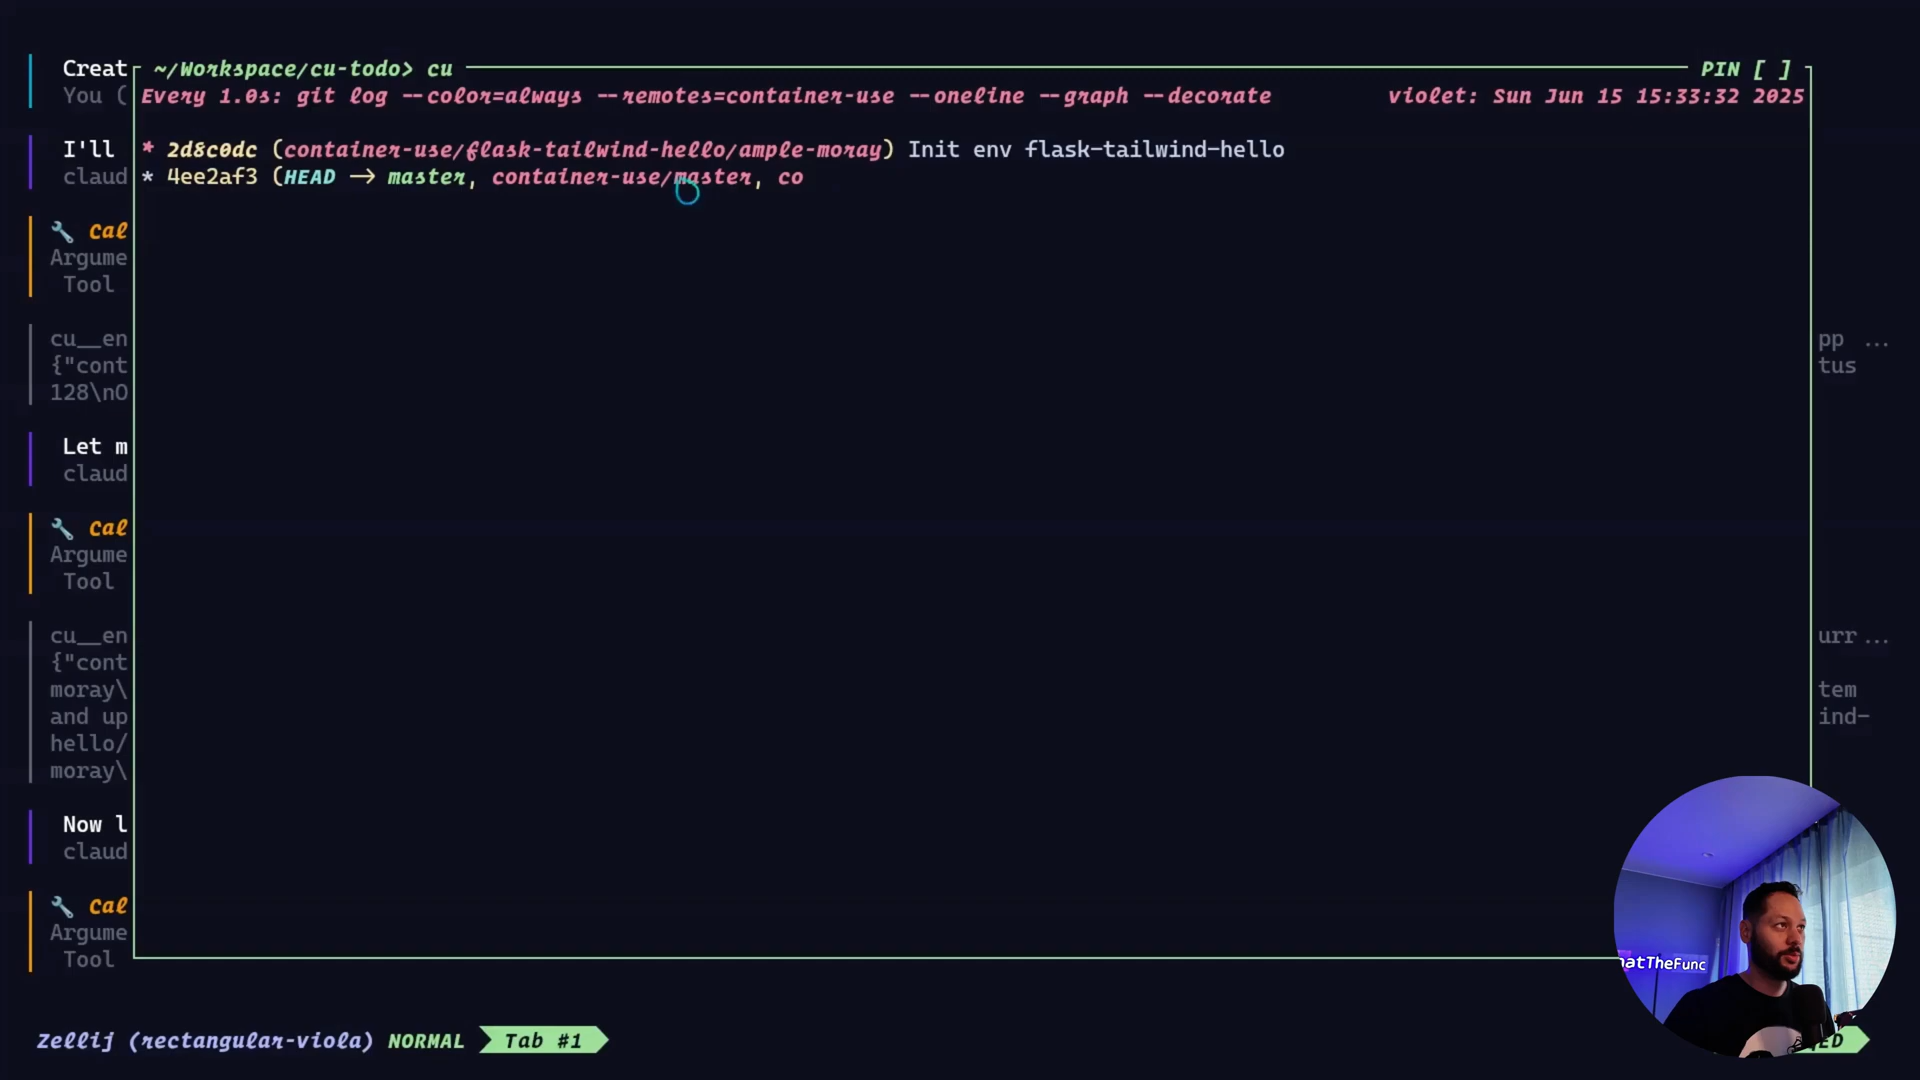 ~/Workspace/cu-todo> cu PIN [ ]
Every 1.0s: git log --color=always --remotes=container-use --oneline --graph --decorate violet: Sun Jun 15 15:33:32 2025
* 2d8c0dc (container-use/flask-tailwind-hello/ample-moray) Init env flask-tailwind-hello
* 4ee2af3 (HEAD -> master, container-use/master, co
Creat
You (
I'll
claud
🔧 Cal
Argume
Tool
cu__en
{"cont
128\nO
pp ...
tus
Let m
claud
🔧 Cal
Argume
Tool
cu__en
{"cont
moray\
and up
hello/
moray\
urr ...
tem
ind-
Now l
claud
🔧 Cal
Argume
Tool
atTheFunc
Zellij (rectangular-viola) NORMAL Tab #1
ED